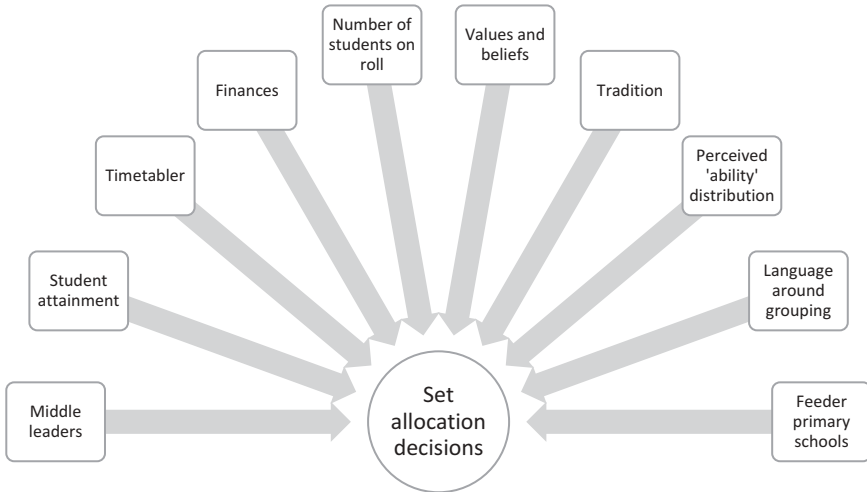 Number of
students on
roll
Values and
beliefs
Finances
Tradition
Timetabler
Perceived
'ability'
distribution
Student
attainment
Language
around
grouping
Middle
leaders
Set
allocation
decisions
Feeder
primary
schools